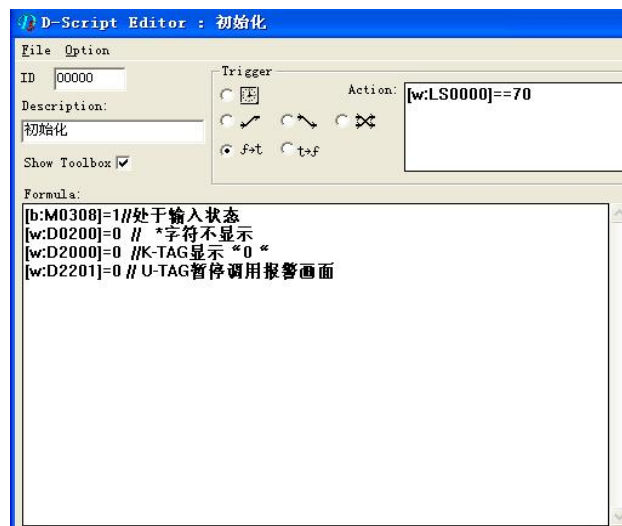 D-Script Editor : 初始化
File Option
ID 00000
Trigger
Action: [w:LS0000]==70
Description:
初始化
f→t t→f
Show Toolbox
Formula:
[b:M0308]=1//处于输入状态
[w:D0200]=0 // *字符不显示
[w:D2000]=0 //K-TAG显示“0 “
[w:D2201]=0 // U-TAG暂停调用报警画面